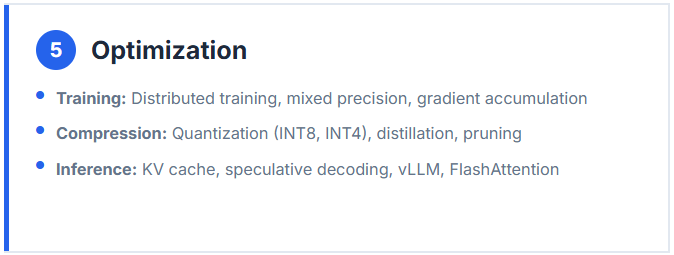 5 Optimization
Training: Distributed training, mixed precision, gradient accumulation
Compression: Quantization (INT8, INT4), distillation, pruning
Inference: KV cache, speculative decoding, vLLM, FlashAttention